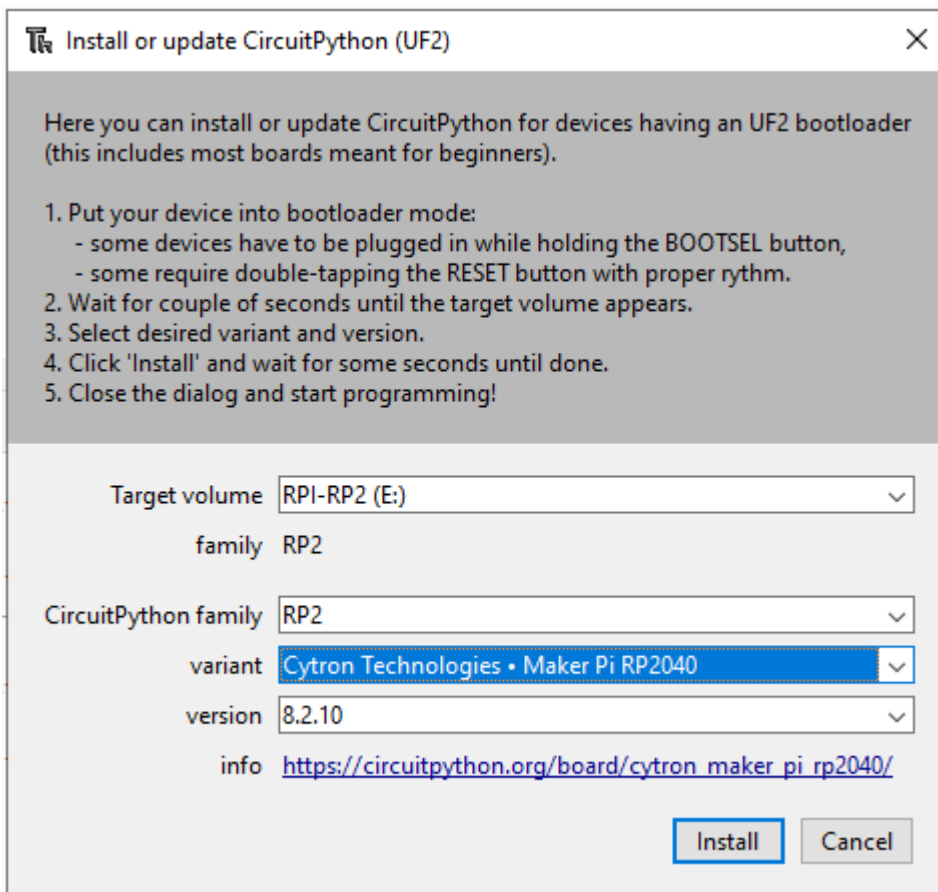 Install or update CircuitPython (UF2)
Here you can install or update CircuitPython for devices having an UF2 bootloader
(this includes most boards meant for beginners).
1. Put your device into bootloader mode:
- some devices have to be plugged in while holding the BOOTSEL button,
- some require double-tapping the RESET button with proper rythm.
2. Wait for couple of seconds until the target volume appears.
3. Select desired variant and version.
4. Click 'Install' and wait for some seconds until done.
5. Close the dialog and start programming!
Target volume RPI-RP2 (E:)
family RP2
CircuitPython family RP2
variant Cytron Technologies • Maker Pi RP2040
version 8.2.10
info https://circuitpython.org/board/cytron_maker_pi_rp2040/
Install Cancel